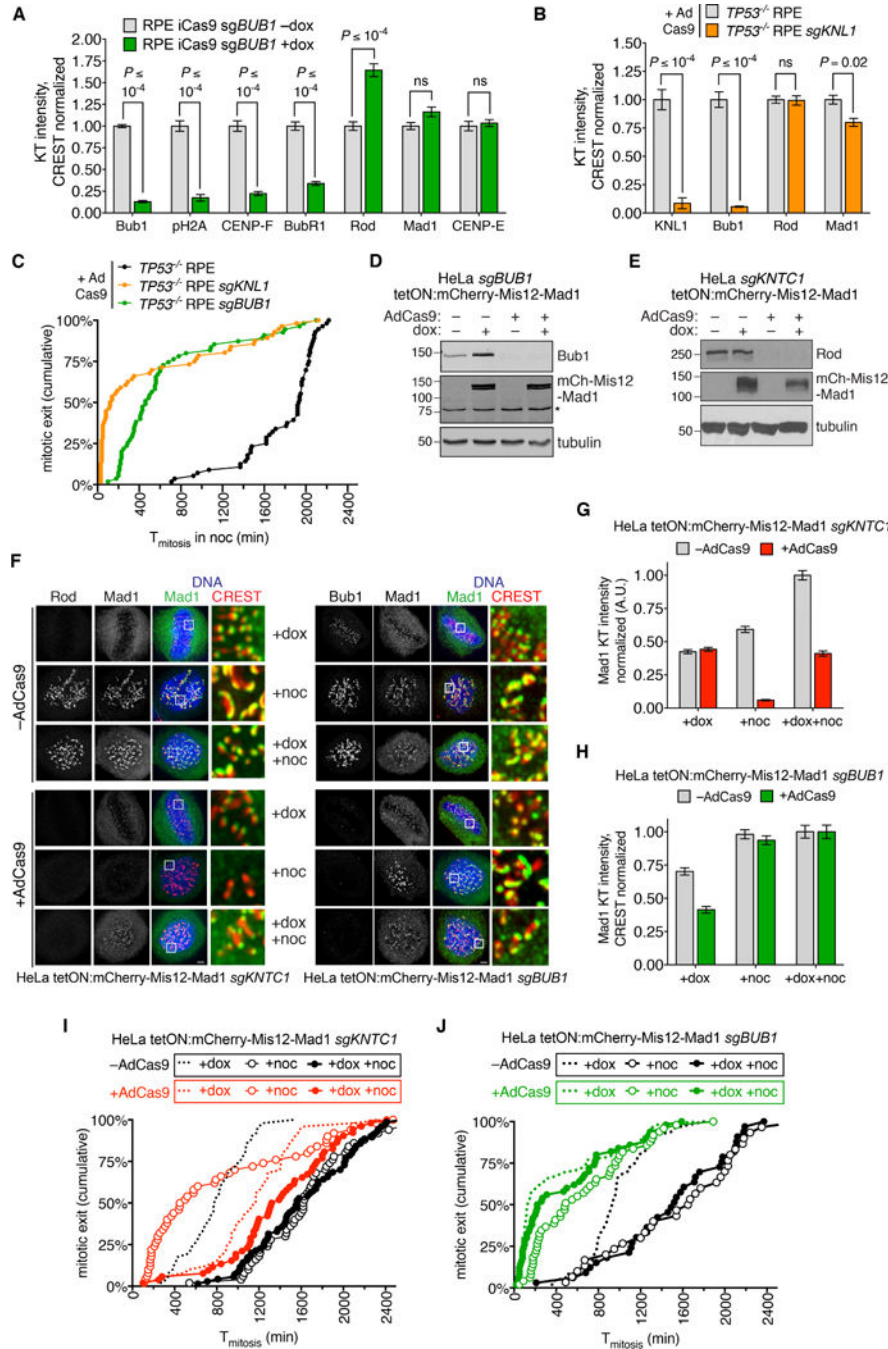 A
RPE iCas9 sgBUB1 –dox
RPE iCas9 sgBUB1 +dox
KT intensity,
CREST normalized
2.00
1.75
1.50
1.25
1.00
0.75
0.50
0.25
0.00
P ≤ 10⁻⁴
P ≤ 10⁻⁴
P ≤ 10⁻⁴
P ≤ 10⁻⁴
P ≤ 10⁻⁴
ns
ns
Bub1 pH2A CENP-F BubR1 Rod Mad1 CENP-E
B
+ Ad
Cas9
TP53⁻/⁻ RPE
TP53⁻/⁻ RPE sgKNL1
KT intensity,
CREST normalized
1.50
1.25
1.00
0.75
0.50
0.25
0.00
P ≤ 10⁻⁴ P ≤ 10⁻⁴ ns P = 0.02
KNL1 Bub1 Rod Mad1
C
+ Ad
Cas9
TP53⁻/⁻ RPE
TP53⁻/⁻ RPE sgKNL1
TP53⁻/⁻ RPE sgBUB1
mitotic exit (cumulative)
100%
75%
50%
25%
0%
0 400 800 1200 1600 2000 2400
Tmitosis in noc (min)
D
HeLa sgBUB1
tetON:mCherry-Mis12-Mad1
AdCas9: – – + +
dox: – + – +
150
Bub1
150
100
75
mCh-Mis12
-Mad1
*
50
tubulin
E
HeLa sgKNTC1
tetON:mCherry-Mis12-Mad1
AdCas9: – – + +
dox: – + – +
250
Rod
150
100
mCh-Mis12
-Mad1
50
tubulin
F
DNA
Rod Mad1 Mad1 CREST
DNA
Bub1 Mad1 Mad1 CREST
–AdCas9
+dox
+noc
+dox
+noc
+AdCas9
+dox
+noc
+dox
+noc
HeLa tetON:mCherry-Mis12-Mad1 sgKNTC1
HeLa tetON:mCherry-Mis12-Mad1 sgBUB1
G
HeLa tetON:mCherry-Mis12-Mad1 sgKNTC1
–AdCas9 +AdCas9
Mad1 KT intensity
normalized (A.U.)
1.00
0.75
0.50
0.25
0.0
+dox +noc +dox+noc
H
HeLa tetON:mCherry-Mis12-Mad1 sgBUB1
–AdCas9 +AdCas9
Mad1 KT intensity,
CREST normalized
1.00
0.75
0.50
0.25
0.0
+dox +noc +dox+noc
I
HeLa tetON:mCherry-Mis12-Mad1 sgKNTC1
–AdCas9 +dox +noc +dox +noc
+AdCas9 +dox +noc +dox +noc
mitotic exit (cumulative)
100%
75%
50%
25%
0%
400 800 1200 1600 2000 2400
Tmitosis (min)
J
HeLa tetON:mCherry-Mis12-Mad1 sgBUB1
–AdCas9 +dox +noc +dox +noc
+AdCas9 +dox +noc +dox +noc
mitotic exit (cumulative)
100%
75%
50%
25%
0%
0 400 800 1200 1600 2000 2400
Tmitosis (min)